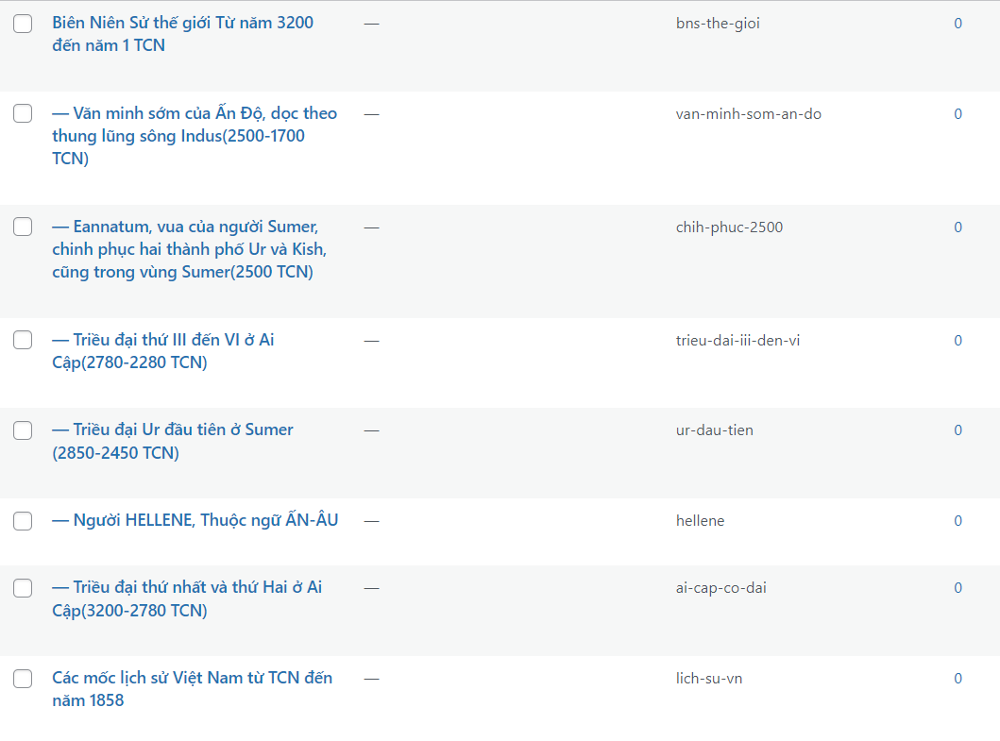 Biên Niên Sử thế giới Từ năm 3200 — bns-the-gioi 0
đến năm 1 TCN
— Văn minh sớm của Ấn Độ, dọc theo — van-minh-som-an-do 0
thung lũng sông Indus(2500-1700
TCN)
— Eannatum, vua của người Sumer, — chih-phuc-2500 0
chinh phục hai thành phố Ur và Kish,
cũng trong vùng Sumer(2500 TCN)
— Triều đại thứ III đến VI ở Ai — trieu-dai-iii-den-vi 0
Cập(2780-2280 TCN)
— Triều đại Ur đầu tiên ở Sumer — ur-dau-tien 0
(2850-2450 TCN)
— Người HELLENE, Thuộc ngữ ẤN-ÂU — hellene 0
— Triều đại thứ nhất và thứ Hai ở Ai — ai-cap-co-dai 0
Cập(3200-2780 TCN)
Các mốc lịch sử Việt Nam từ TCN đến — lich-su-vn 0
năm 1858